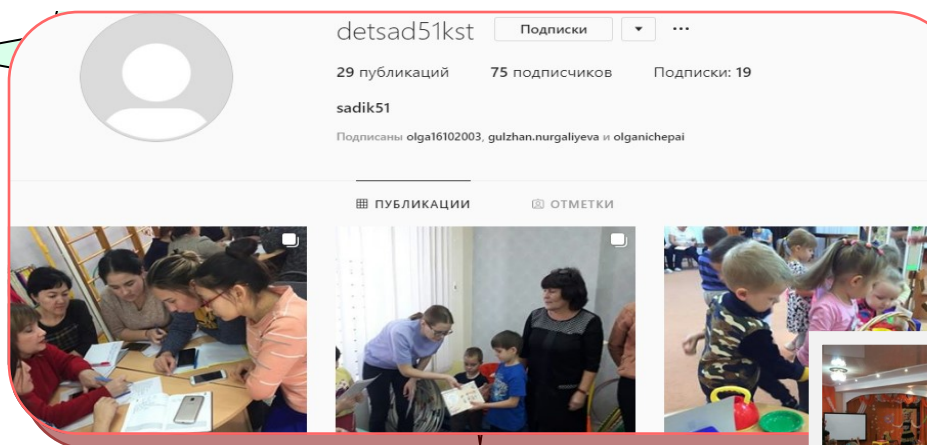 detsad51kst Подписки ...
29 публикаций 75 подписчиков Подписки: 19
sadik51
Подписаны olga16102003, gulzhan.nurgaliyeva и olganichepai
ПУБЛИКАЦИИ ОТМЕТКИ